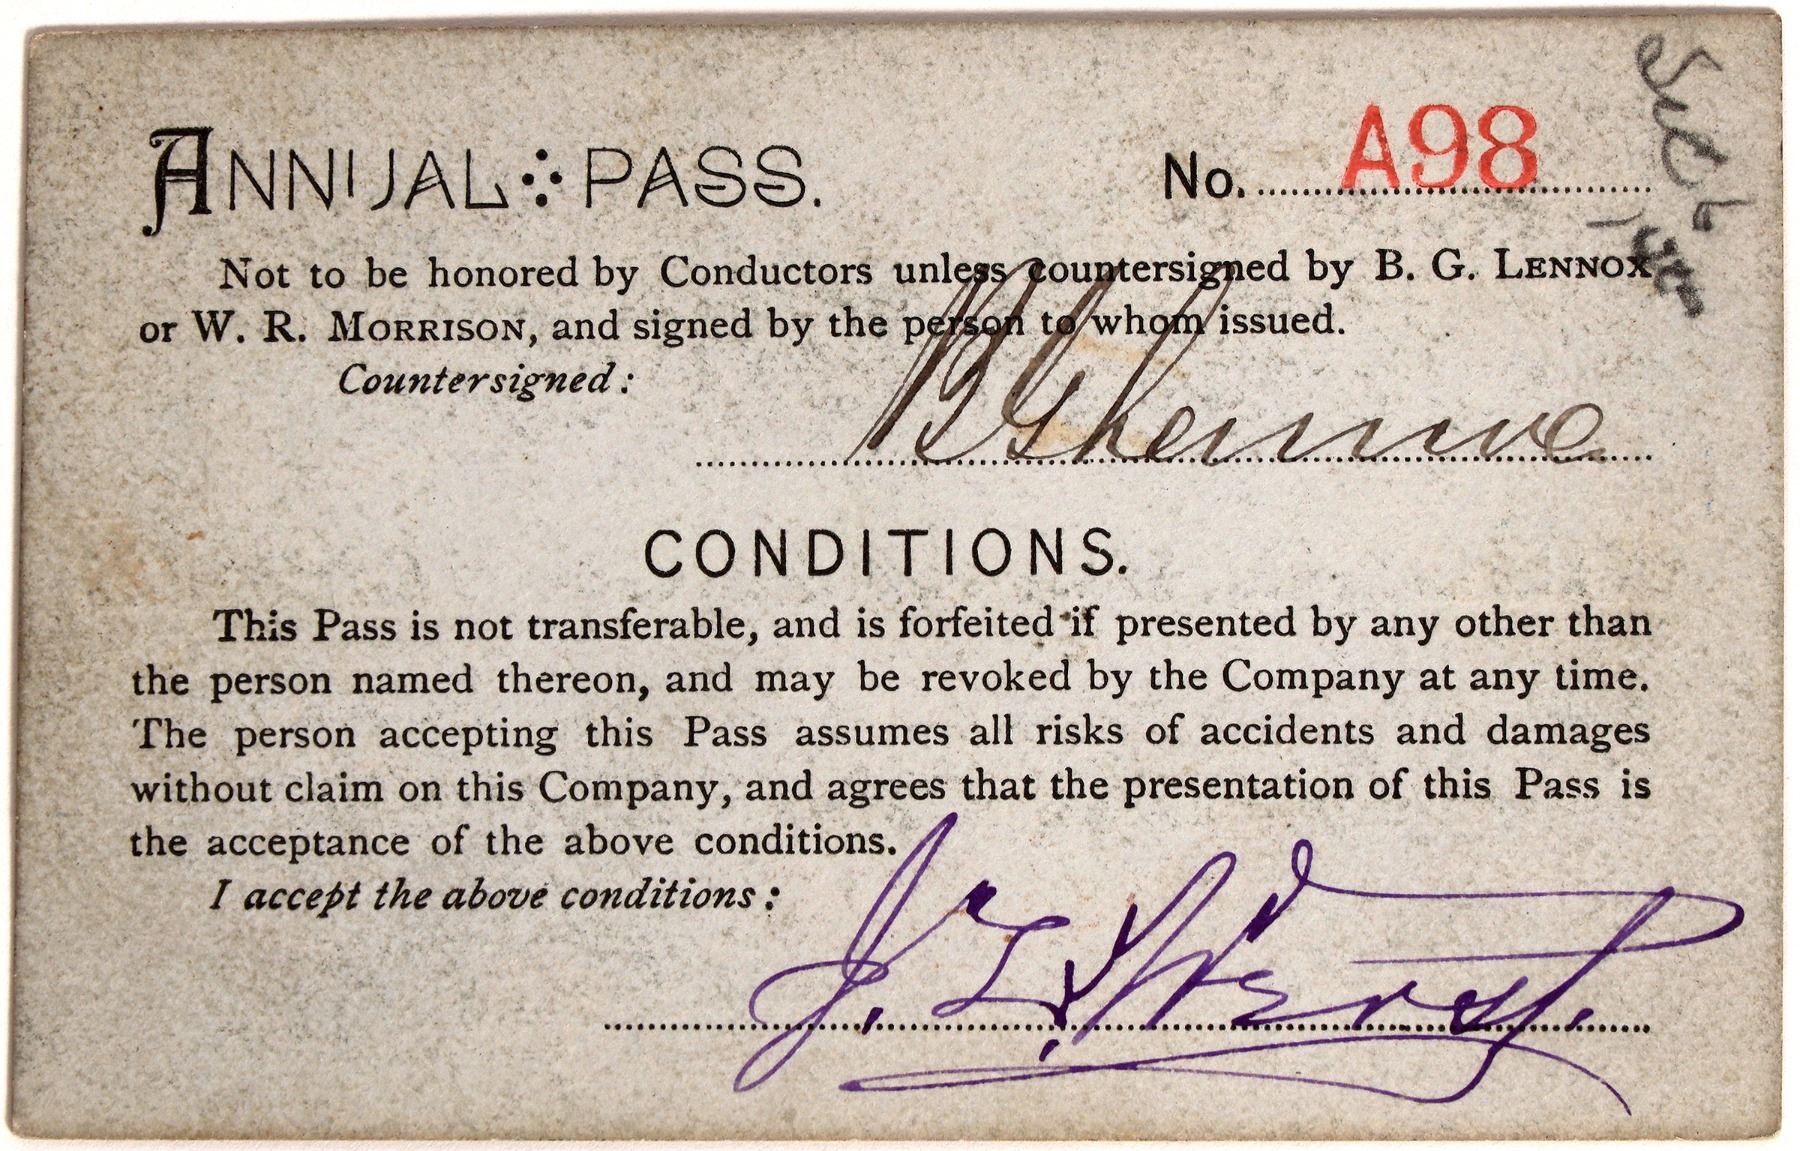 ANNUAL PASS.
No. A98
Not to be honored by Conductors unless countersigned by B. G. LENNOX
or W. R. MORRISON, and signed by the person to whom issued.
Countersigned:
B G Lennox
CONDITIONS.
This Pass is not transferable, and is forfeited if presented by any other than
the person named thereon, and may be revoked by the Company at any time.
The person accepting this Pass assumes all risks of accidents and damages
without claim on this Company, and agrees that the presentation of this Pass is
the acceptance of the above conditions.
I accept the above conditions: